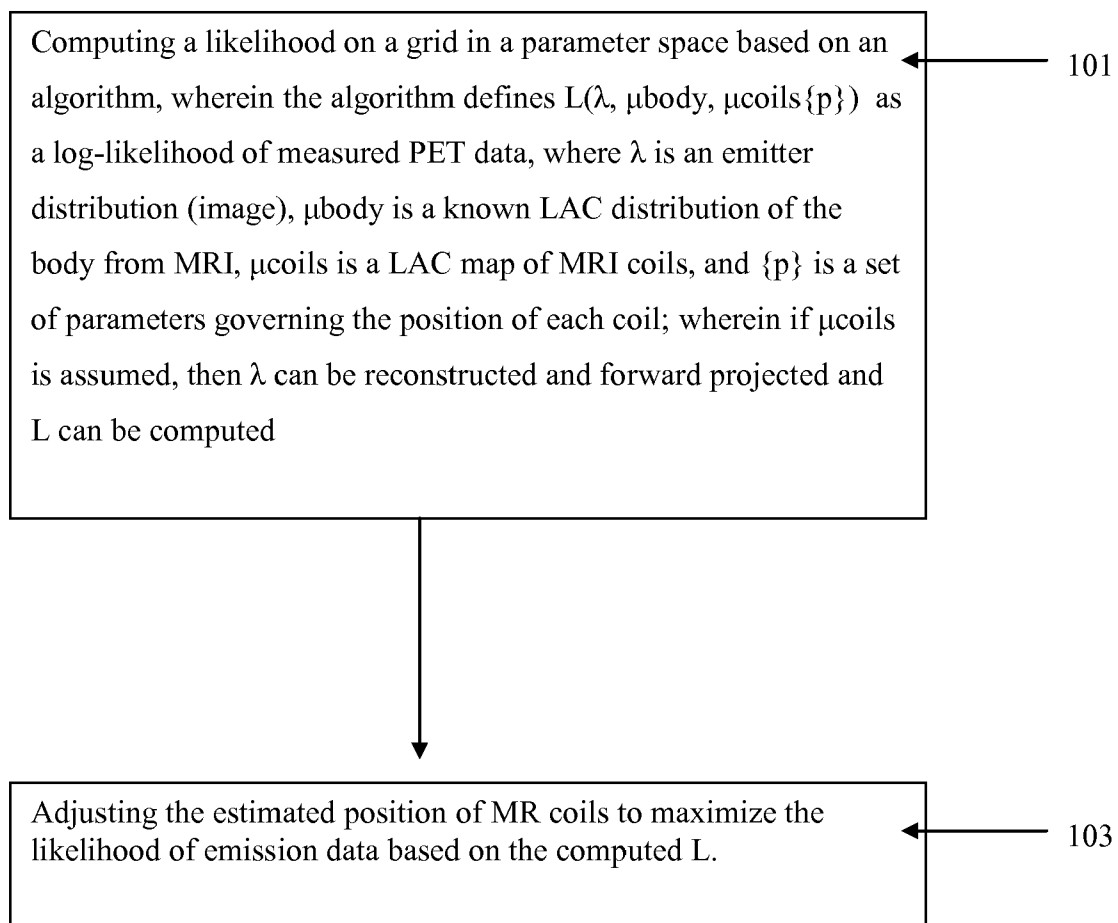 Computing a likelihood on a grid in a parameter space based on an
101
algorithm, wherein the algorithm defines L(λ, μbody, μcoils{p}) as
a log-likelihood of measured PET data, where λ is an emitter
distribution (image), μbody is a known LAC distribution of the
body from MRI, μcoils is a LAC map of MRI coils, and {p} is a set
of parameters governing the position of each coil; wherein if μcoils
is assumed, then λ can be reconstructed and forward projected and
L can be computed
Adjusting the estimated position of MR coils to maximize the
103
likelihood of emission data based on the computed L.